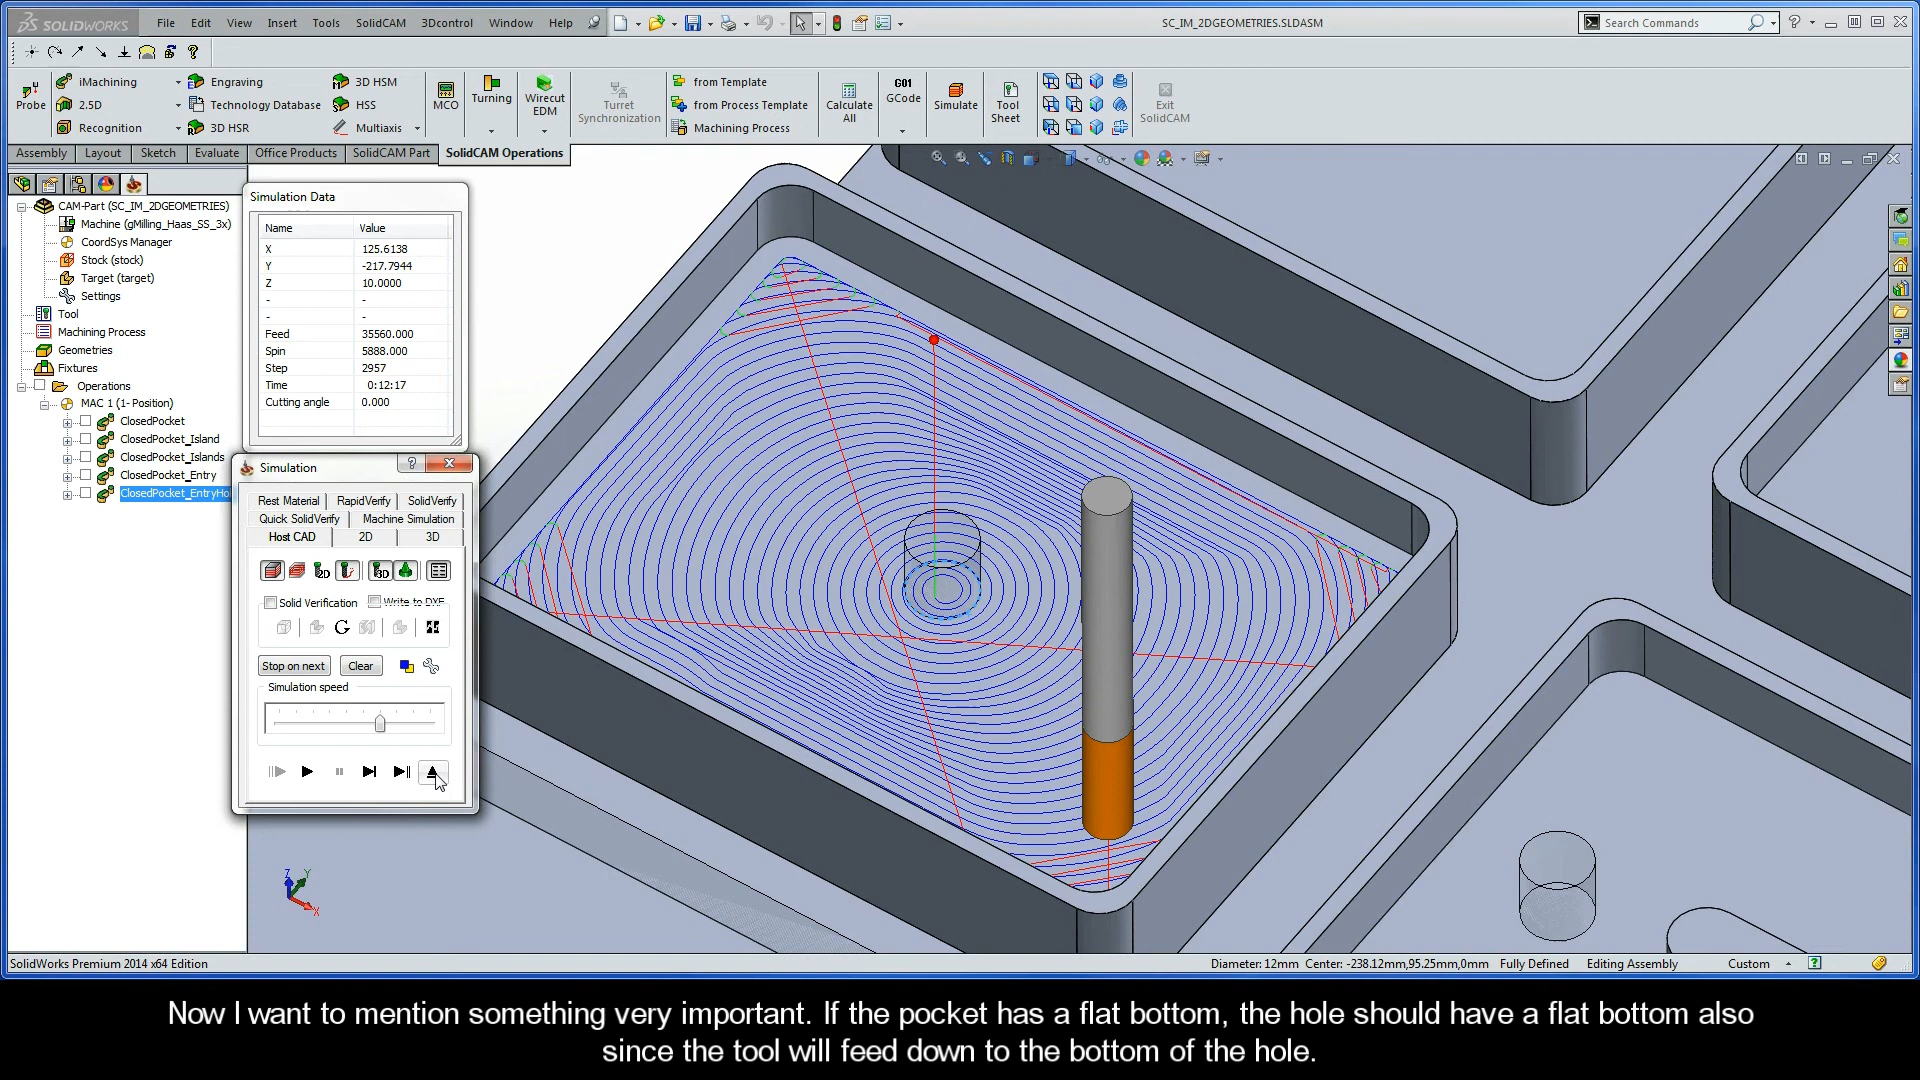 SOLIDWORKS
File Edit View Insert Tools SolidCAM 3Dcontrol Window Help
SC_IM_2DGEOMETRIES.SLDASM
Search Commands
Probe
iMachining
2.5D
Recognition
Engraving
Technology Database
3D HSR
3D HSM
HSS
Multiaxis
MCO
Turning
Wirecut EDM
Turret Synchronization
from Template
from Process Template
Machining Process
Calculate All
G01
GCode
Simulate
Tool Sheet
Exit SolidCAM
Assembly Layout Sketch Evaluate Office Products SolidCAM Part SolidCAM Operations
CAM-Part (SC_IM_2DGEOMETRIES)
Machine (gMilling_Haas_SS_3x)
CoordSys Manager
Stock (stock)
Target (target)
Settings
Tool
Machining Process
Geometries
Fixtures
Operations
MAC 1 (1- Position)
ClosedPocket
ClosedPocket_Island
ClosedPocket_Islands
ClosedPocket_Entry
ClosedPocket_EntryHo
Simulation Data
Name Value
X 125.6138
Y -217.7944
Z 10.0000
- -
- -
Feed 35560.000
Spin 5888.000
Step 2957
Time 0:12:17
Cutting angle 0.000
Simulation
Rest Material RapidVerify SolidVerify
Quick SolidVerify Machine Simulation
Host CAD 2D 3D
2D
3D
Solid Verification Write to DXF
Stop on next Clear
Simulation speed
Z Y X
SolidWorks Premium 2014 x64 Edition
Diameter: 12mm Center: -238.12mm,95.25mm,0mm Fully Defined Editing Assembly Custom
Now I want to mention something very important. If the pocket has a flat bottom, the hole should have a flat bottom also
since the tool will feed down to the bottom of the hole.